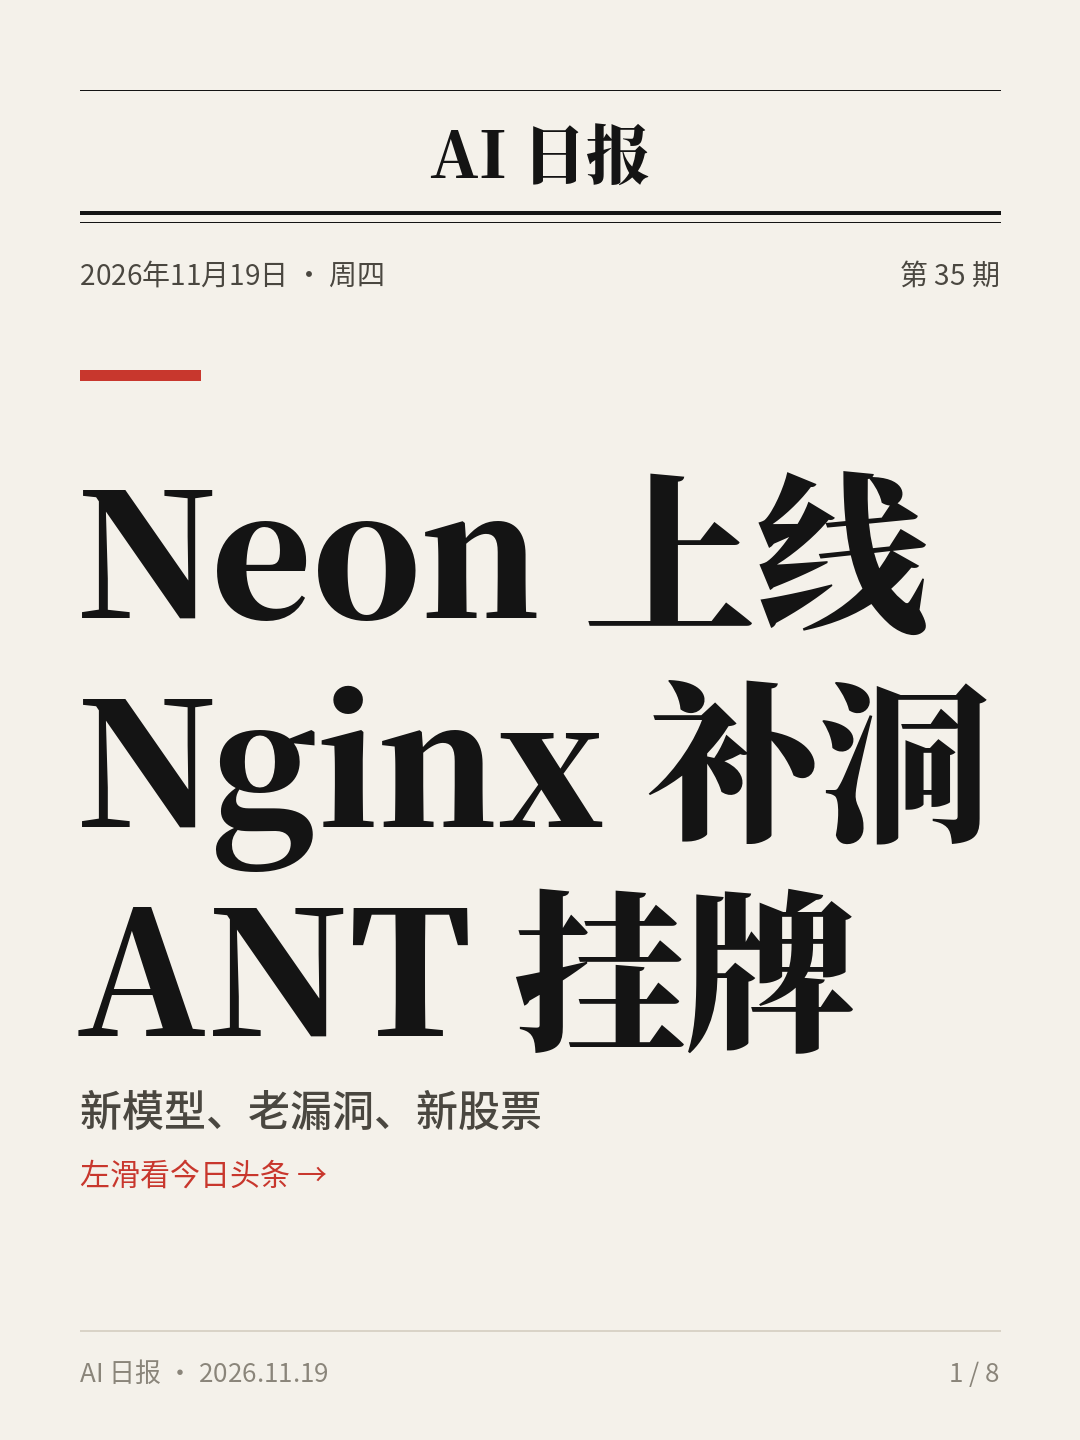 AI 日报
2026年11月19日 · 周四
第 35 期
Neon 上线
Nginx 补洞
ANT 挂牌
新模型、老漏洞、新股票
左滑看今日头条 →
AI 日报 · 2026.11.19
1 / 8